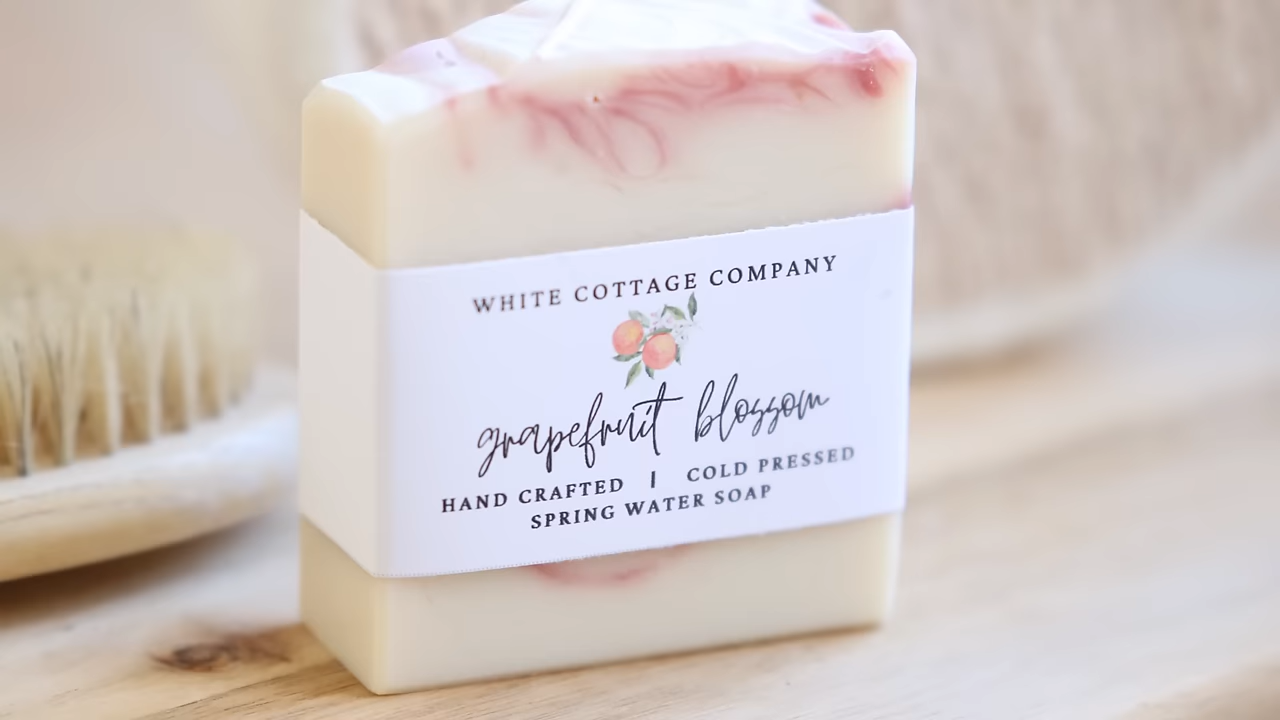 WHITE COTTAGE COMPANY
grapefruit blossom
HAND CRAFTED | COLD PRESSED
SPRING WATER SOAP